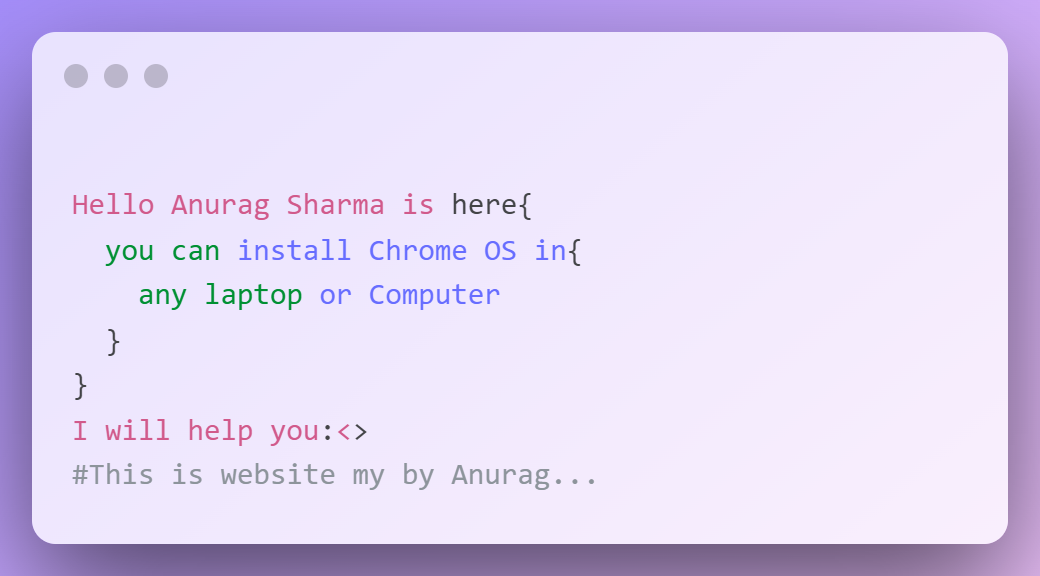 Hello Anurag Sharma is here{
  you can install Chrome OS in{
    any laptop or Computer
  }
}
I will help you:<>
#This is website my by Anurag...